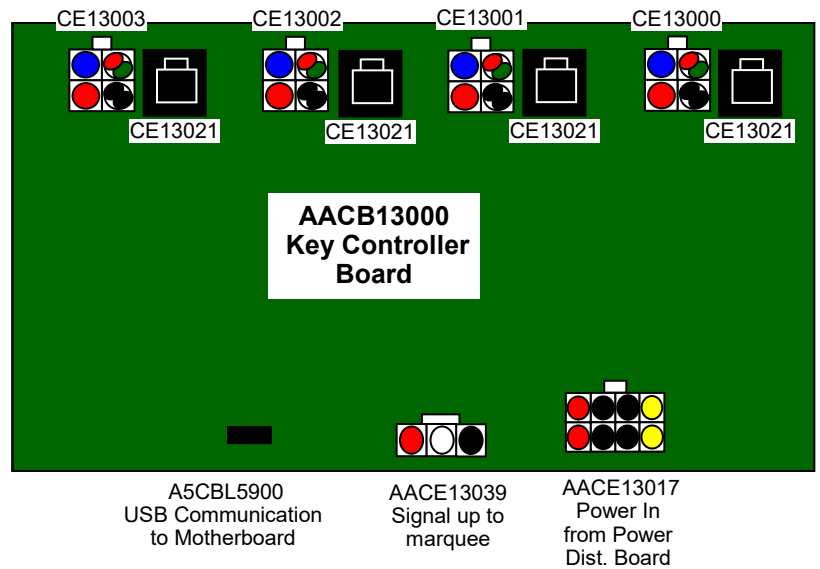 CE13003
CE13002
CE13001
CE13000
CE13021
CE13021
CE13021
CE13021
AACB13000
Key Controller
Board
A5CBL5900
USB Communication
to Motherboard
AACE13039
Signal up to
marquee
AACE13017
Power In
from Power
Dist. Board